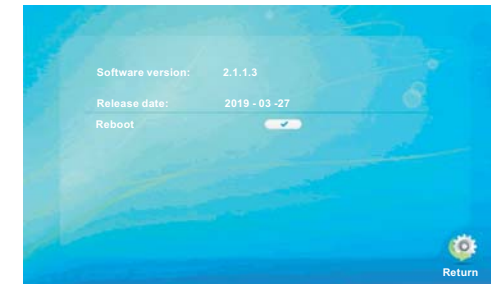 Software version: 2.1.1.3
Release date: 2019 - 03 -27
Reboot
Return